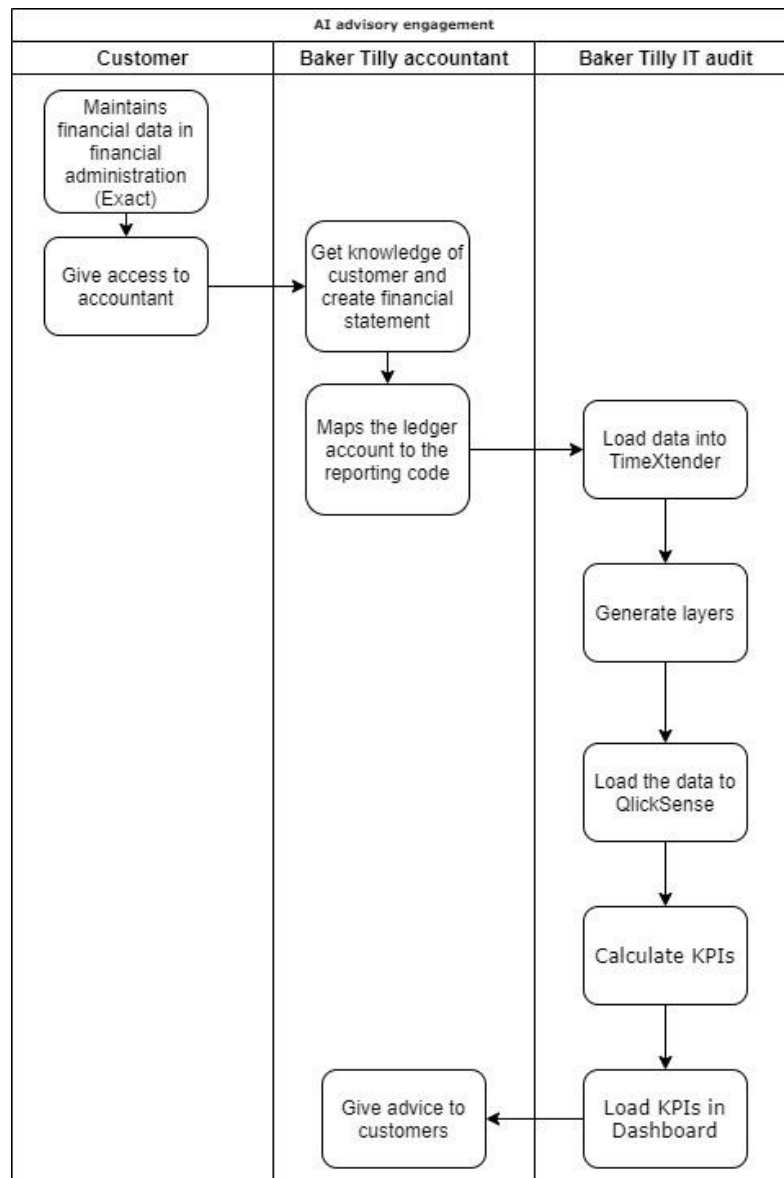 AI advisory engagement
Customer
Baker Tilly accountant
Baker Tilly IT audit
Maintains
financial data in
financial
administration
(Exact)
Give access to
accountant
Get knowledge of
customer and
create financial
statement
Maps the ledger
account to the
reporting code
Load data into
TimeXtender
Generate layers
Load the data to
QlickSense
Calculate KPIs
Load KPIs in
Dashboard
Give advice to
customers